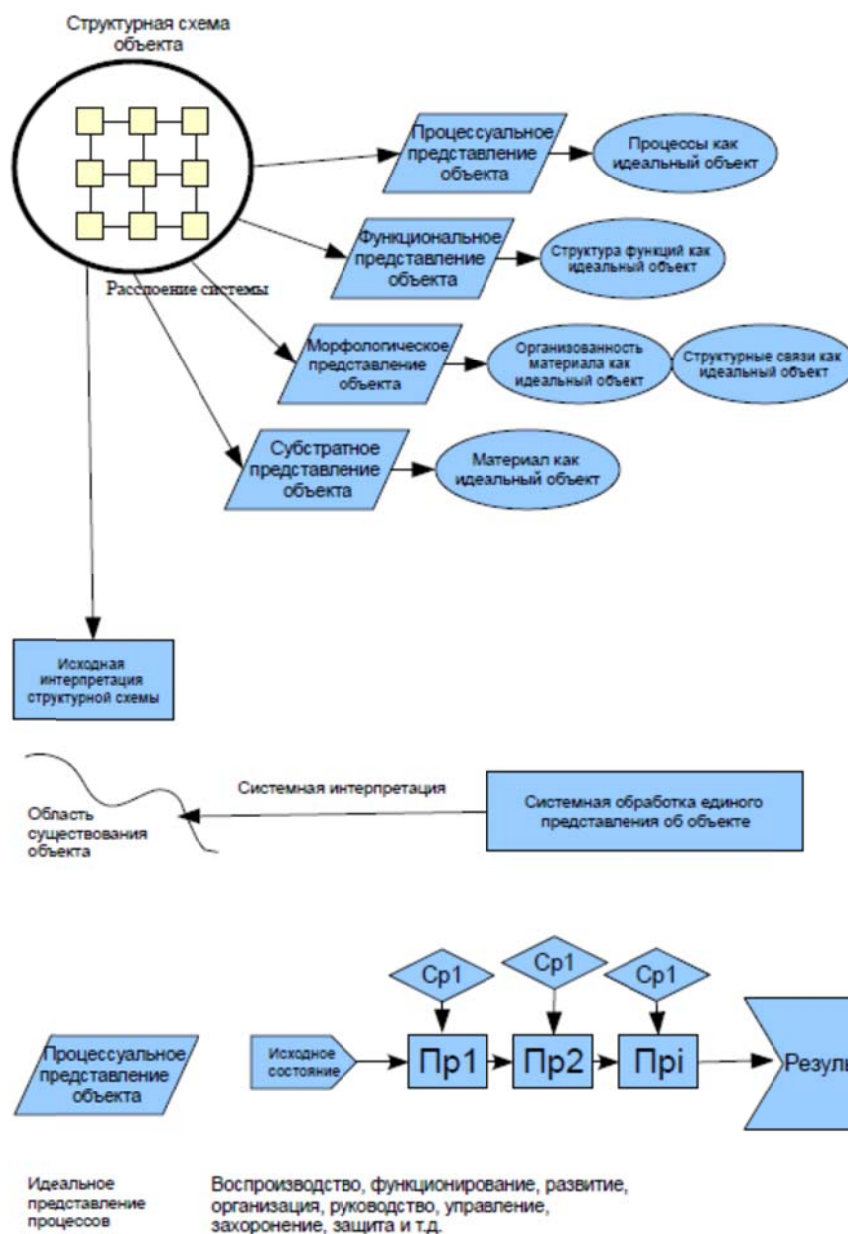 Структурная схема
объекта
Процессуальное
представление
объекта
Процессы как
идеальный объект
Функциональное
представление
объекта
Структура функций как
идеальный объект
Расслоение системы
Морфологическое
представление
объекта
Организованность
материала как
идеальный объект
Структурные связи как
идеальный объект
Субстратное
представление
объекта
Материал как
идеальный объект
Исходная
интерпретация
структурной схемы
Системная интерпретация
Область
существования
объекта
Системная обработка единого
представления об объекте
Ср1
Ср1
Ср1
Процессуальное
представление
объекта
Исходное
состояние
Пр1
Пр2
Прi
Резуль
Идеальное
представление
процессов
Воспроизводство, функционирование, развитие,
организация, руководство, управление,
захоронение, защита и т.д.